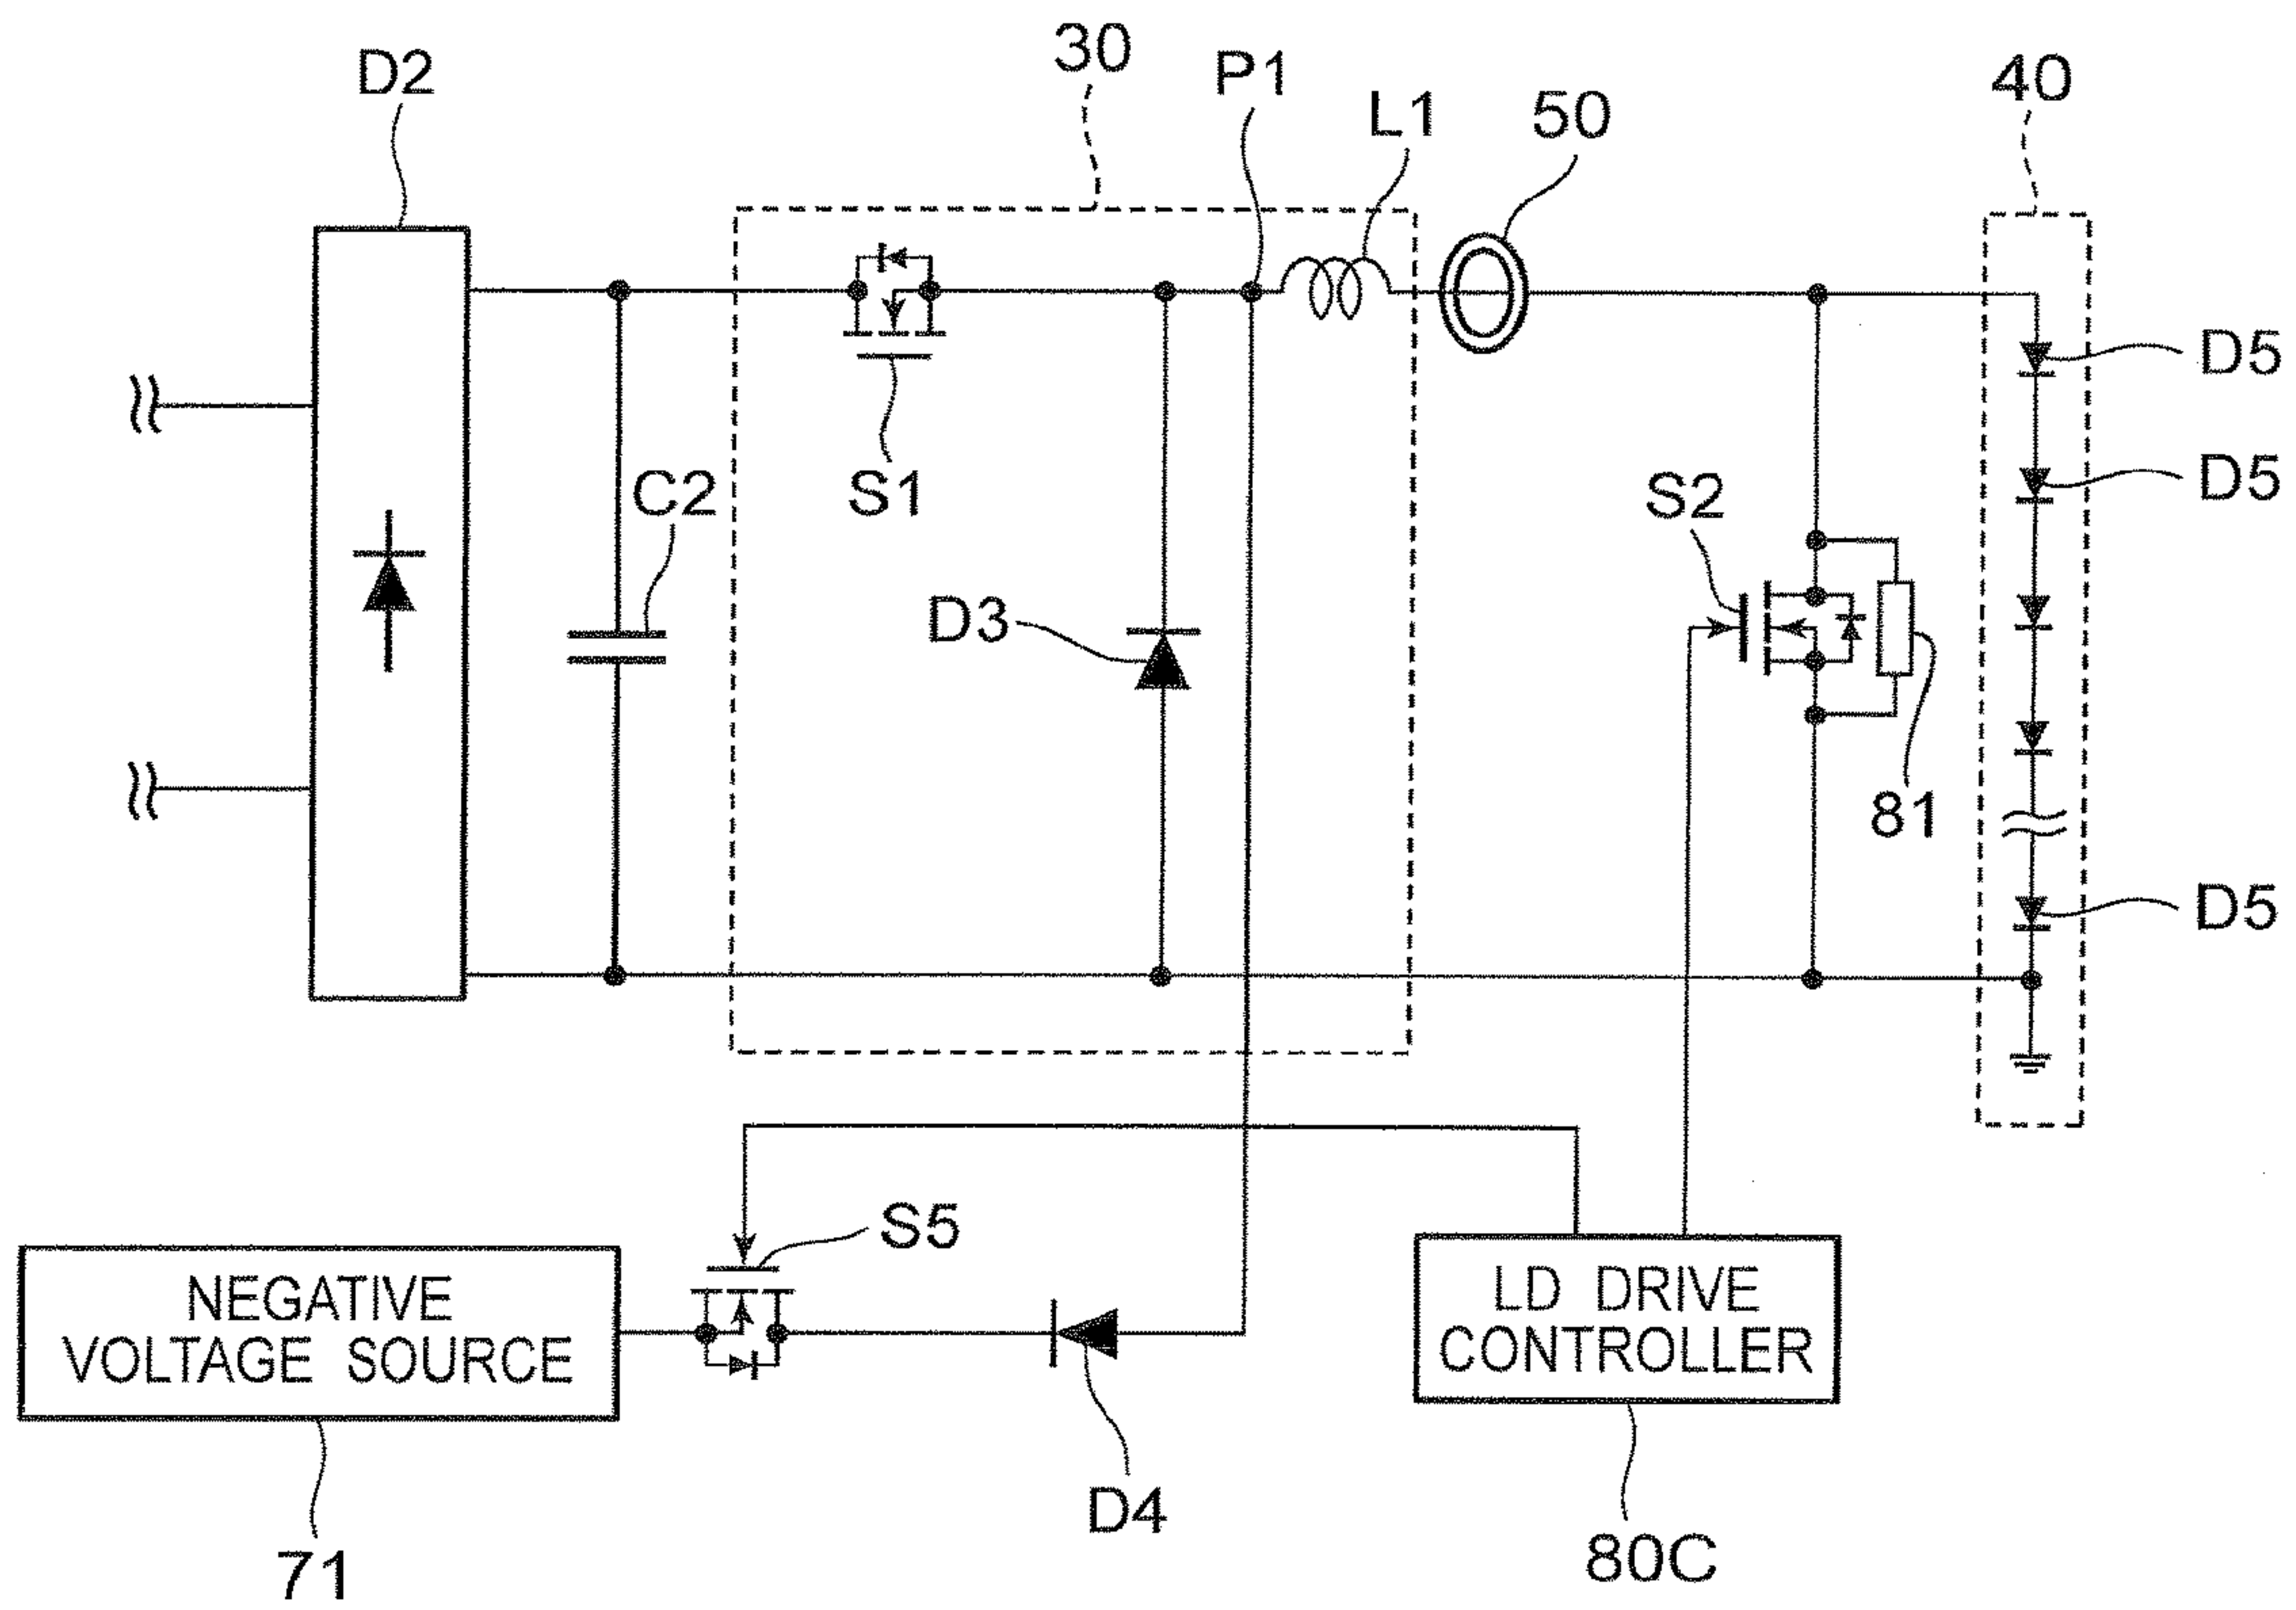 30
P1
D2
L1
50
40
D5
D5
C2
S1
S2
D3
81
D5
S5
NEGATIVE
VOLTAGE SOURCE
LD DRIVE
CONTROLLER
D4
71
80C